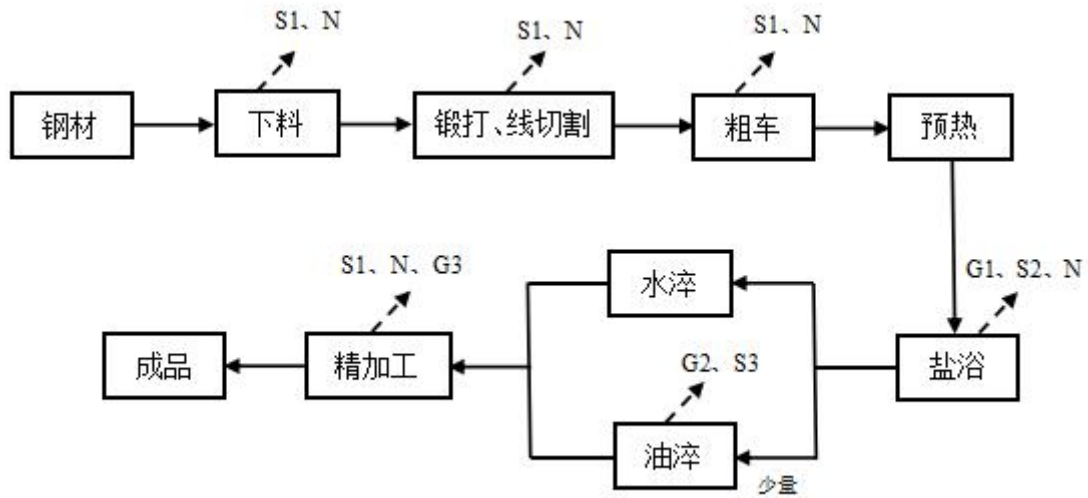 S1、N
S1、N
S1、N
钢材
下料
锻打、线切割
粗车
预热
G1、S2、N
盐浴
水淬
G2、S3
油淬
少量
S1、N、G3
精加工
成品